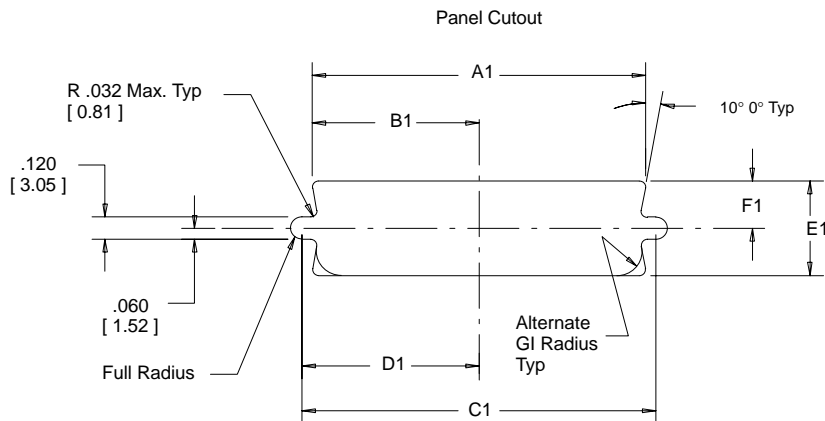 Panel Cutout
A1
R .032 Max. Typ
[ 0.81 ]
10° 0° Typ
B1
.120
[ 3.05 ]
F1
E1
.060
[ 1.52 ]
Alternate
GI Radius
Typ
Full Radius
D1
C1